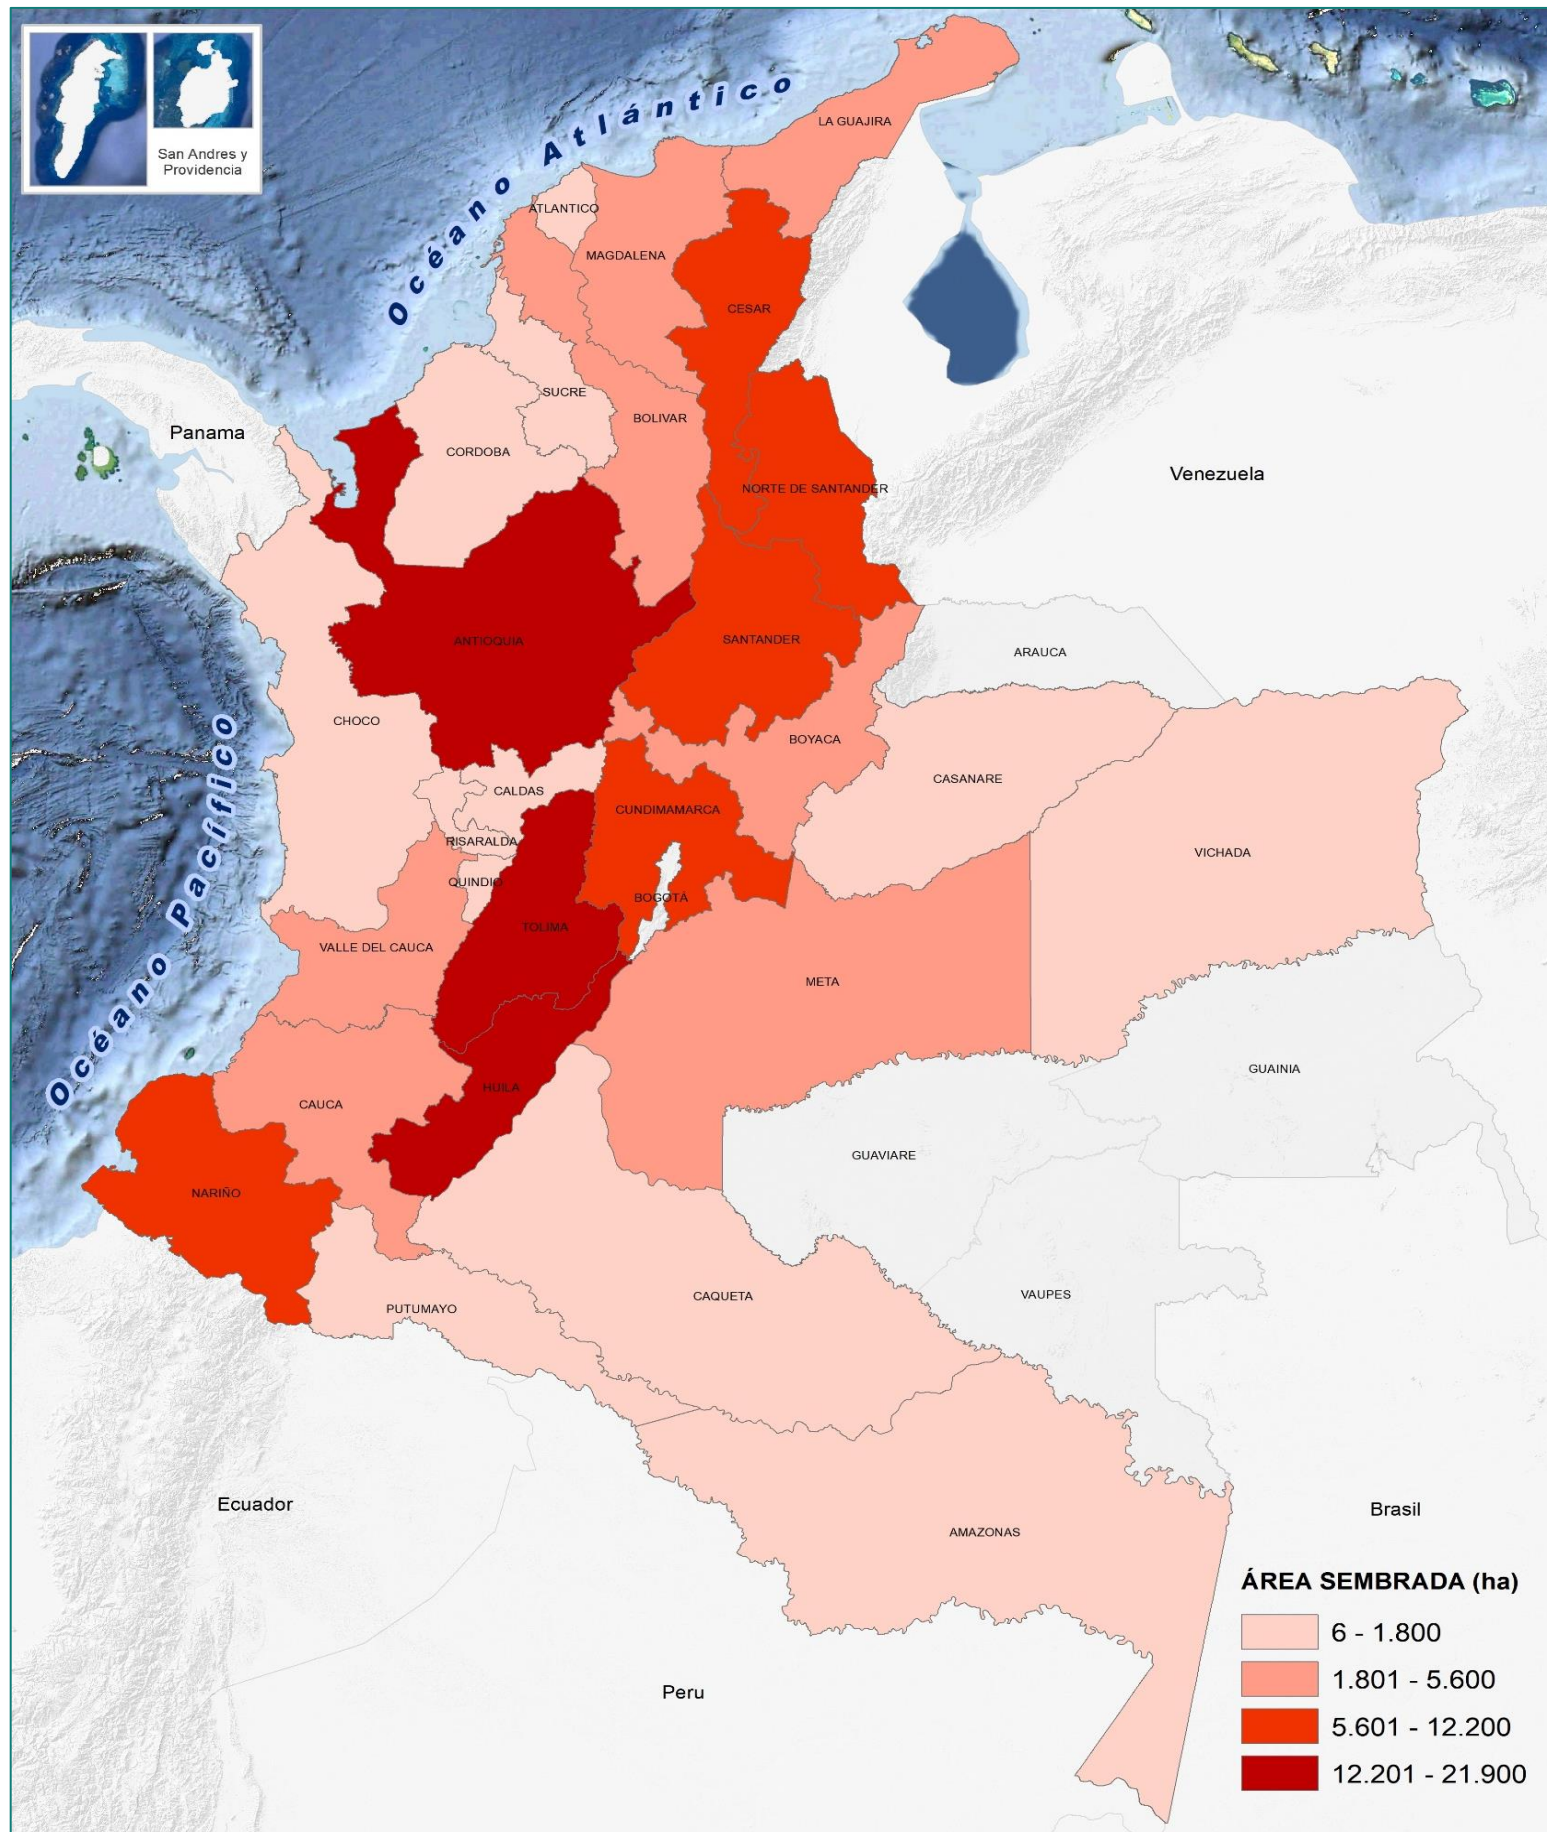 San Andres y
Providencia
Océano Atlántico
LA GUAJIRA
ATLANTICO
MAGDALENA
CESAR
SUCRE
BOLIVAR
Panama
CORDOBA
Venezuela
NORTE DE SANTANDER
ANTIOQUIA
SANTANDER
ARAUCA
CHOCO
BOYACA
CASANARE
CALDAS
CUNDIMAMARCA
RISARALDA
VICHADA
QUINDIO
BOGOTÁ
TOLIMA
VALLE DEL CAUCA
Océano Pacífico
META
GUAINIA
HUILA
CAUCA
GUAVIARE
NARIÑO
VAUPES
CAQUETA
PUTUMAYO
Ecuador
Brasil
AMAZONAS
Peru
ÁREA SEMBRADA (ha)
6 - 1.800
1.801 - 5.600
5.601 - 12.200
12.201 - 21.900